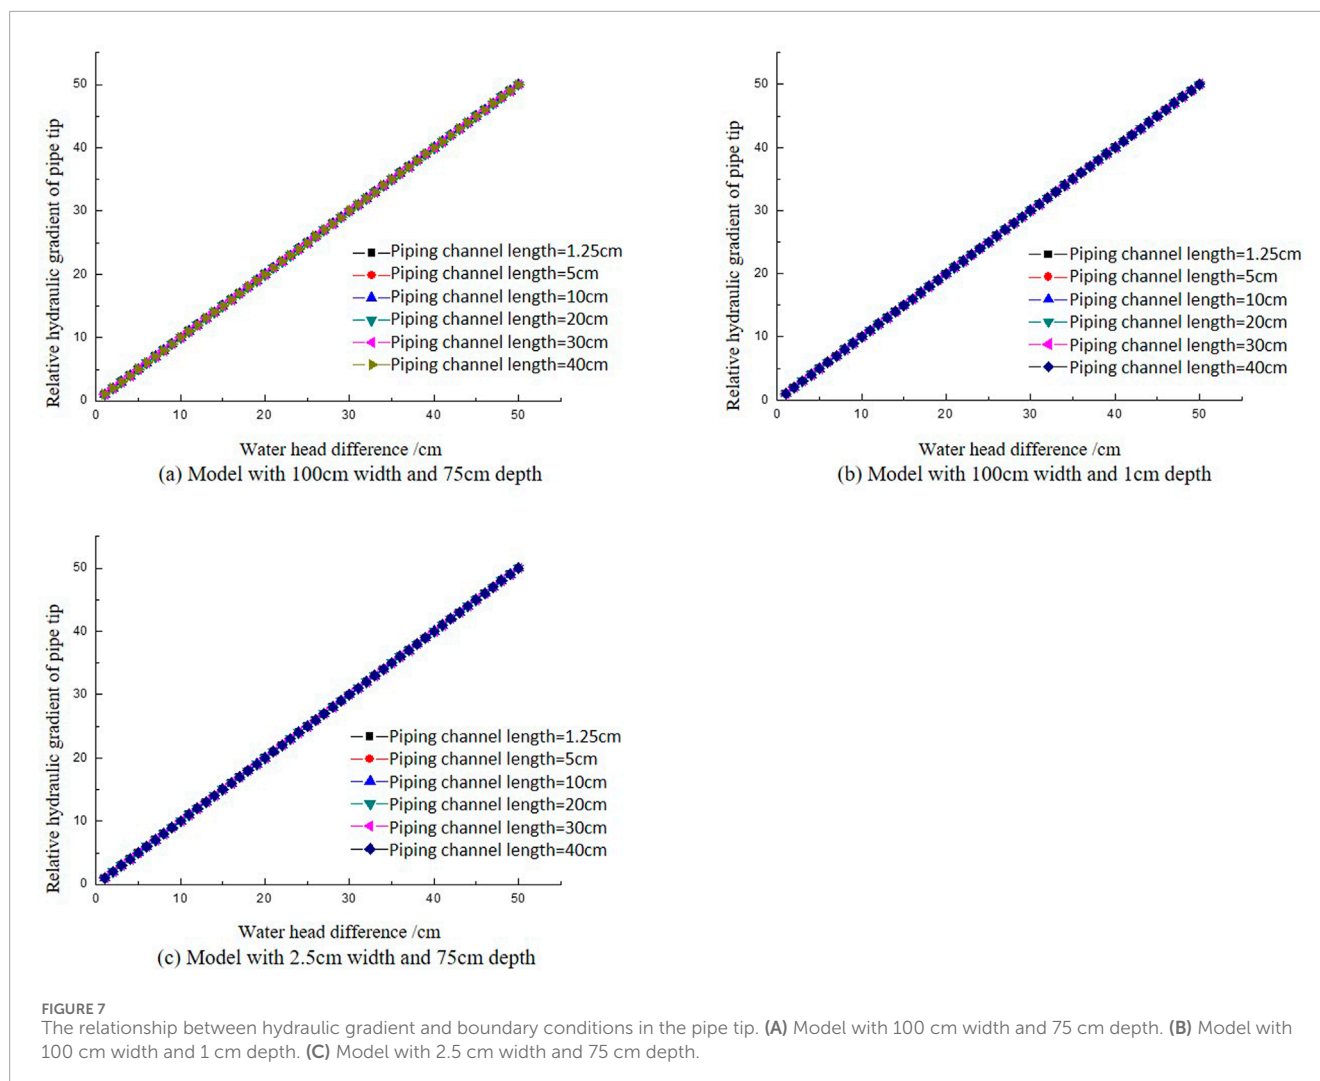 50
40
30
20
10
0
Relative hydraulic gradient of pipe tip
Piping channel length=1.25cm
Piping channel length=5cm
Piping channel length=10cm
Piping channel length=20cm
Piping channel length=30cm
Piping channel length=40cm
0 10 20 30 40 50
Water head difference /cm
(a) Model with 100cm width and 75cm depth
50
40
30
20
10
0
Relative hydraulic gradient of pipe tip
Piping channel length=1.25cm
Piping channel length=5cm
Piping channel length=10cm
Piping channel length=20cm
Piping channel length=30cm
Piping channel length=40cm
0 10 20 30 40 50
Water head difference /cm
(b) Model with 100cm width and 1cm depth
50
40
30
20
10
0
Relative hydraulic gradient of pipe tip
Piping channel length=1.25cm
Piping channel length=5cm
Piping channel length=10cm
Piping channel length=20cm
Piping channel length=30cm
Piping channel length=40cm
0 10 20 30 40 50
Water head difference /cm
(c) Model with 2.5cm width and 75cm depth
FIGURE 7
The relationship between hydraulic gradient and boundary conditions in the pipe tip. (A) Model with 100 cm width and 75 cm depth. (B) Model with
100 cm width and 1 cm depth. (C) Model with 2.5 cm width and 75 cm depth.